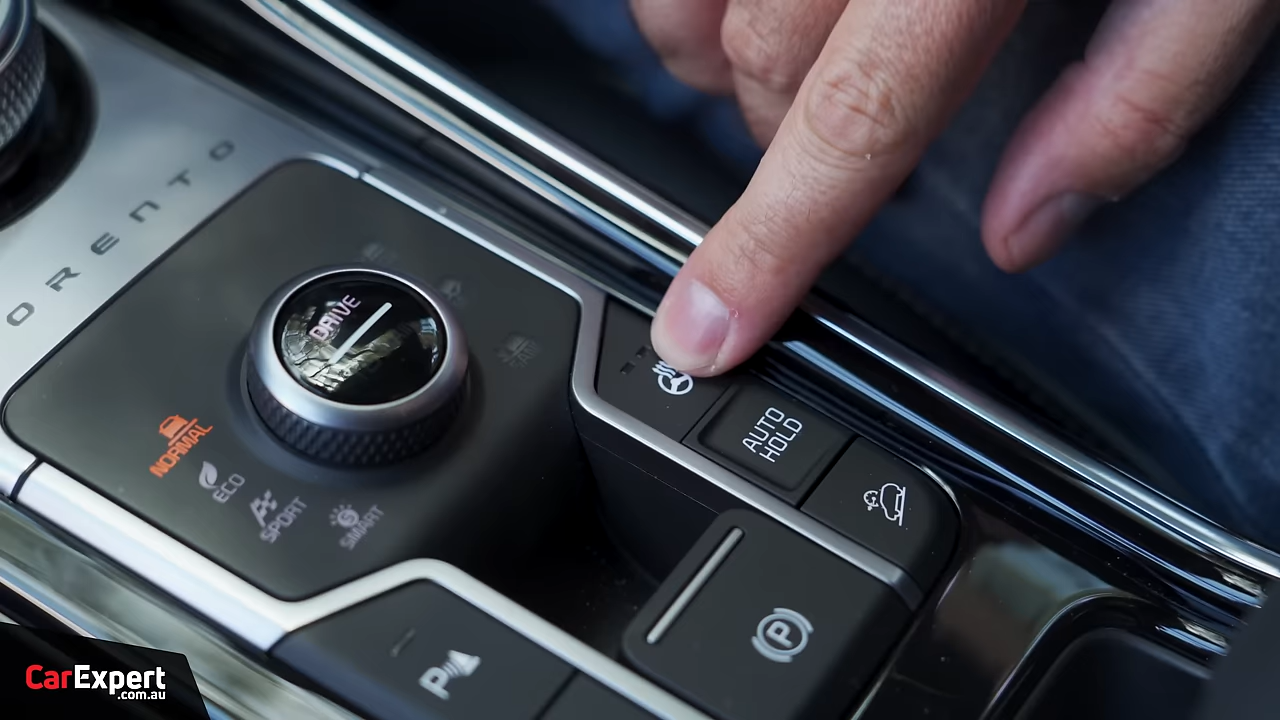 ORENTO
DRIVE
NORMAL
ECO
SPORT
SMART
AUTO
HOLD
P
P
CarExpert
.com.au